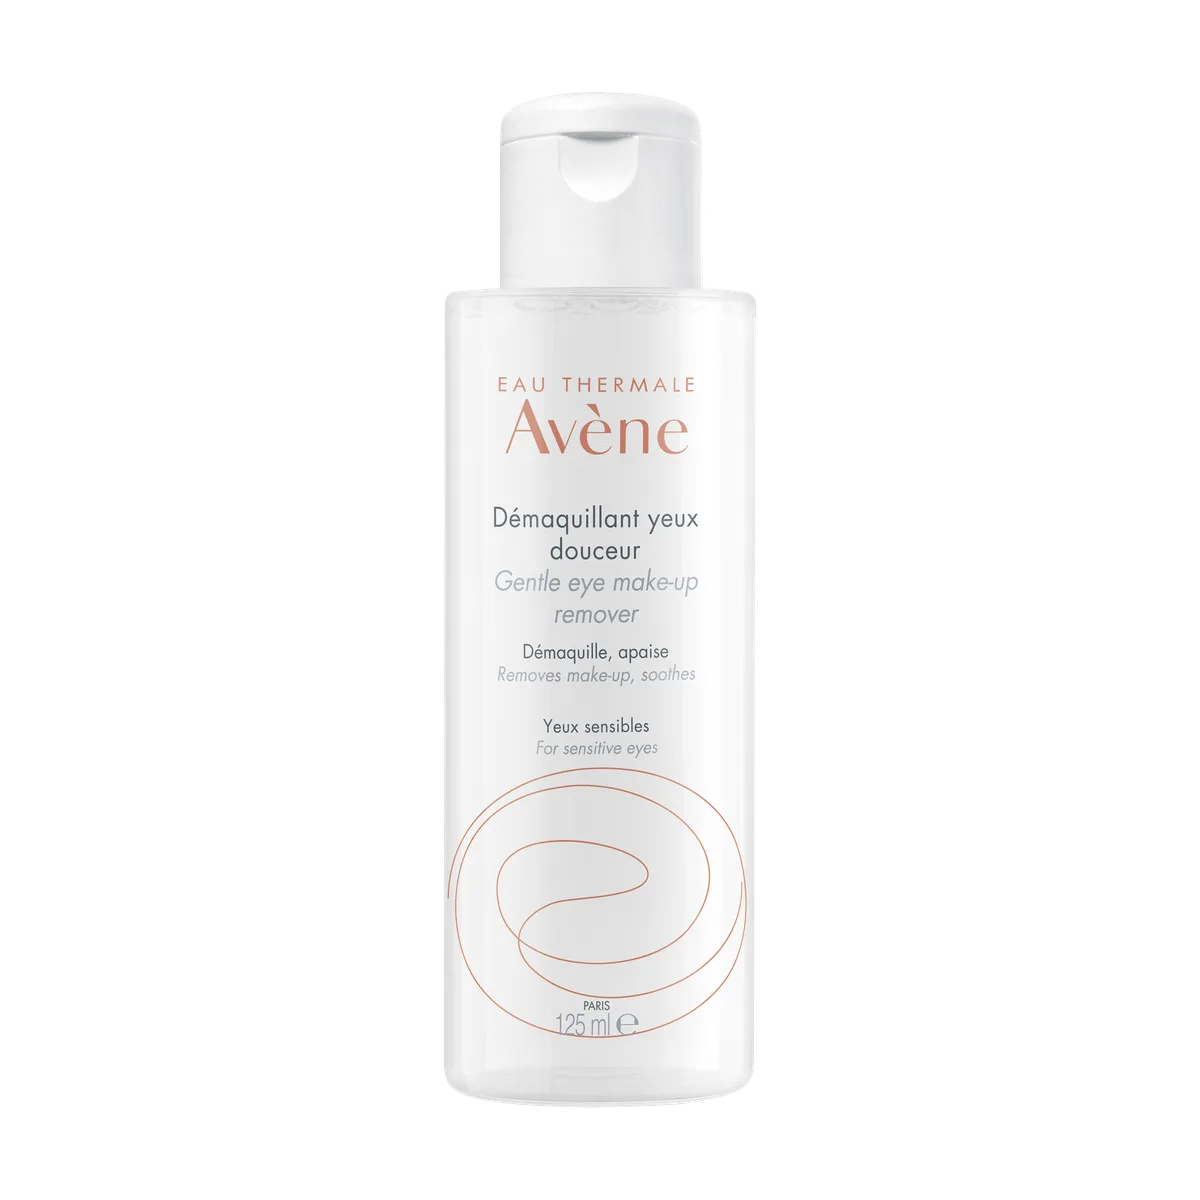 EAU THERMALE
Avène
Démaquillant yeux
douceur
Gentle eye make-up
remover
Démaquille, apaise
Removes make-up, soothes
Yeux sensibles
For sensitive eyes
PARIS
125 ml ℮